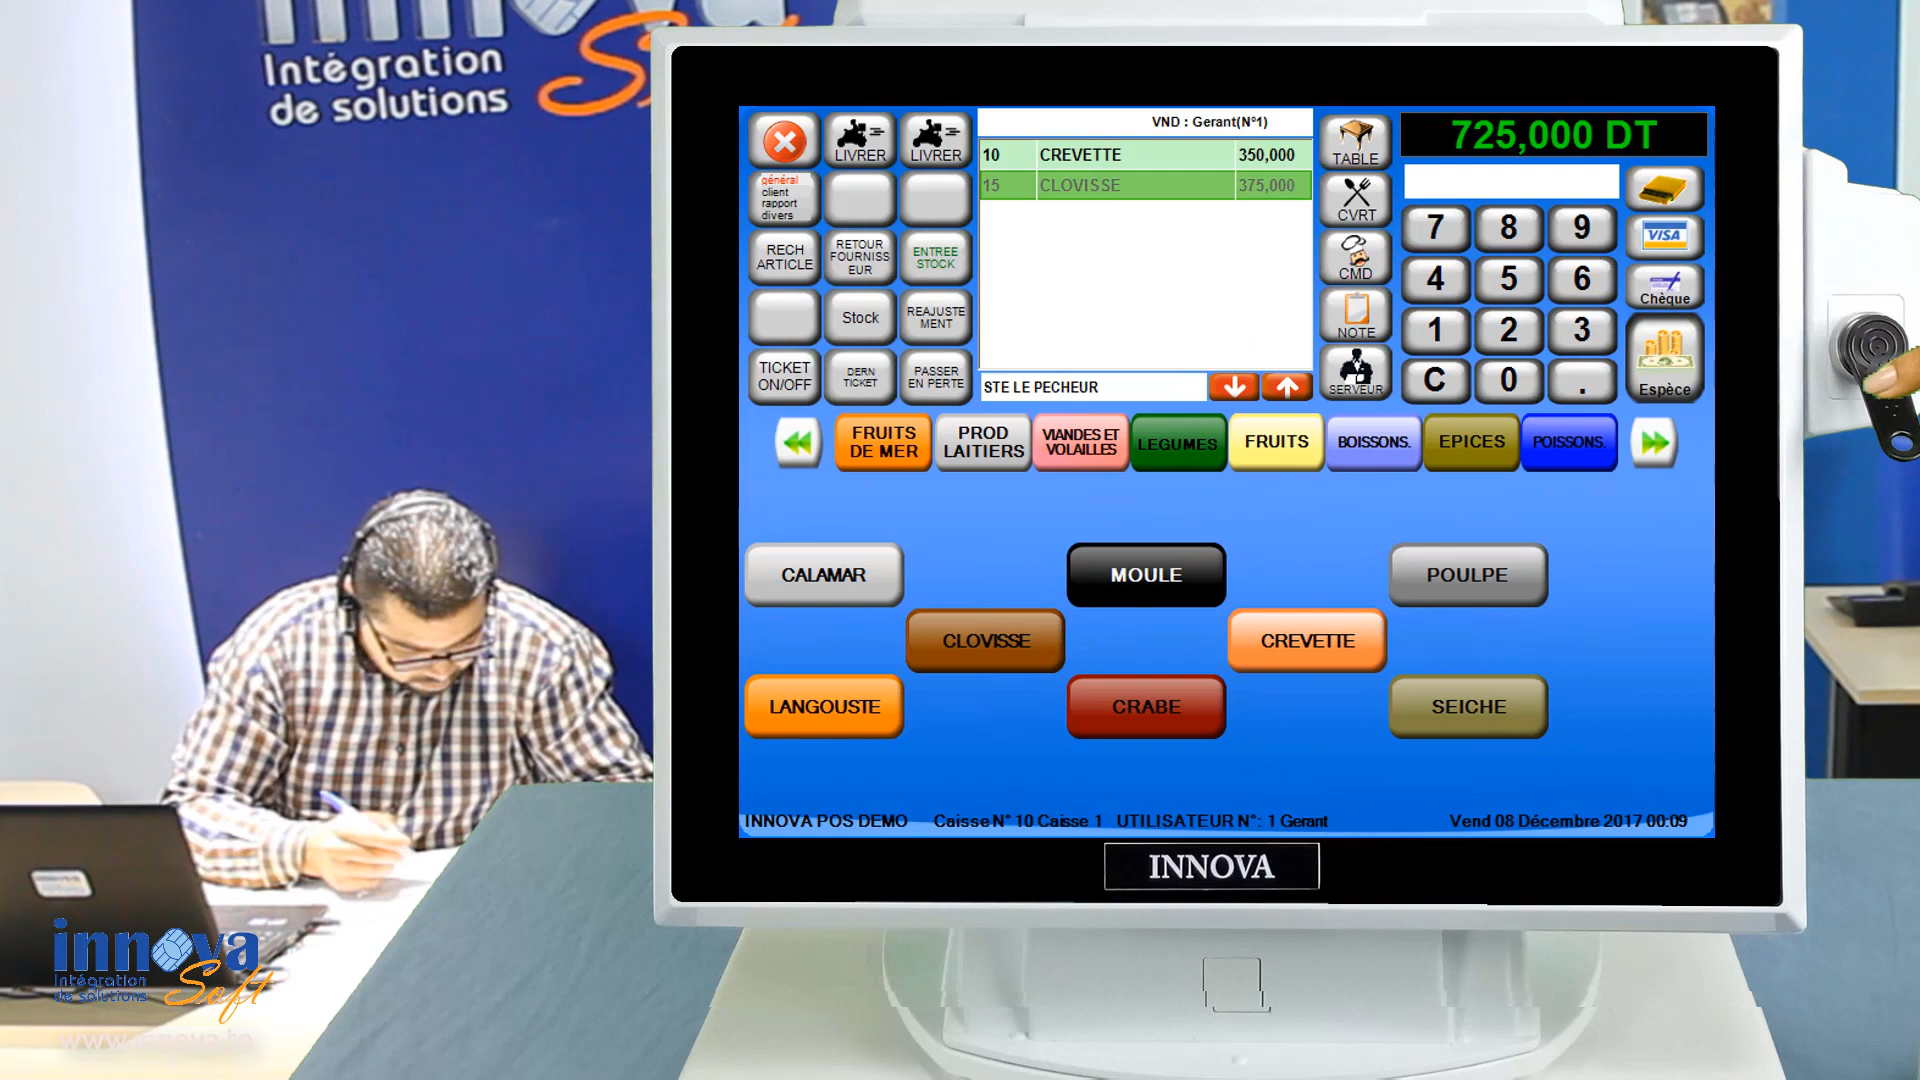 innova
Intégration
de solutions
LIVRER
LIVRER
général
client
rapport
divers
RECH
ARTICLE
RETOUR
FOURNISS
EUR
ENTREE
STOCK
Stock
REAJUSTE
MENT
TICKET
ON/OFF
DERN
TICKET
PASSER
EN PERTE
VND : Gerant(N°1)
10 CREVETTE 350,000
15 CLOVISSE 375,000
STE LE PECHEUR
TABLE
CVRT
CMD
NOTE
SERVEUR
725,000 DT
7 8 9
4 5 6
1 2 3
C 0 .
VISA
Chèque
Espèce
FRUITS
DE MER
PROD
LAITIERS
VIANDES ET
VOLAILLES
LEGUMES
FRUITS
BOISSONS.
EPICES
POISSONS.
CALAMAR
MOULE
POULPE
CLOVISSE
CREVETTE
LANGOUSTE
CRABE
SEICHE
INNOVA POS DEMO Caisse N° 10 Caisse 1 UTILISATEUR N°: 1 Gerant Vend 08 Décembre 2017 00:09
INNOVA
innova
Intégration
de solutions
Soft
www.innova.tn